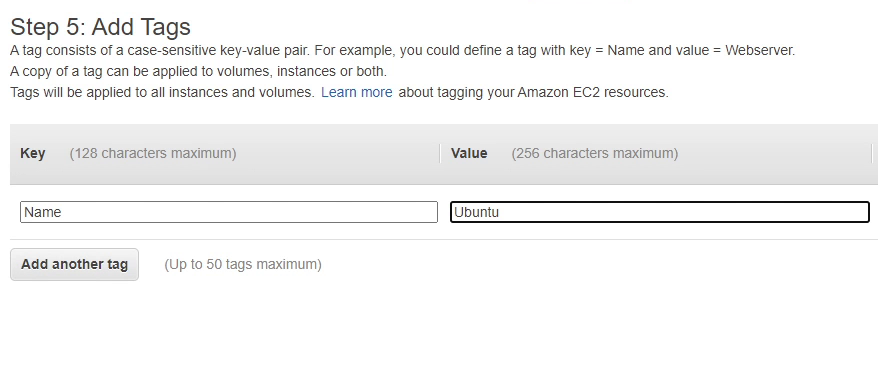 Step 5: Add Tags
A tag consists of a case-sensitive key-value pair. For example, you could define a tag with key = Name and value = Webserver.
A copy of a tag can be applied to volumes, instances or both.
Tags will be applied to all instances and volumes. Learn more about tagging your Amazon EC2 resources.
Key (128 characters maximum) Value (256 characters maximum)
Name Ubuntu
Add another tag (Up to 50 tags maximum)